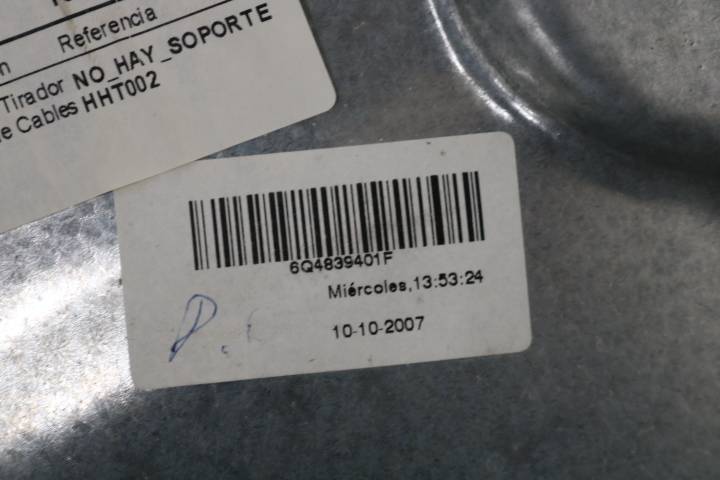 n Referencia
Tirador NO_HAY_SOPORTE
e Cables HHT002
6Q4839401F
Miércoles,13:53:24
10-10-2007